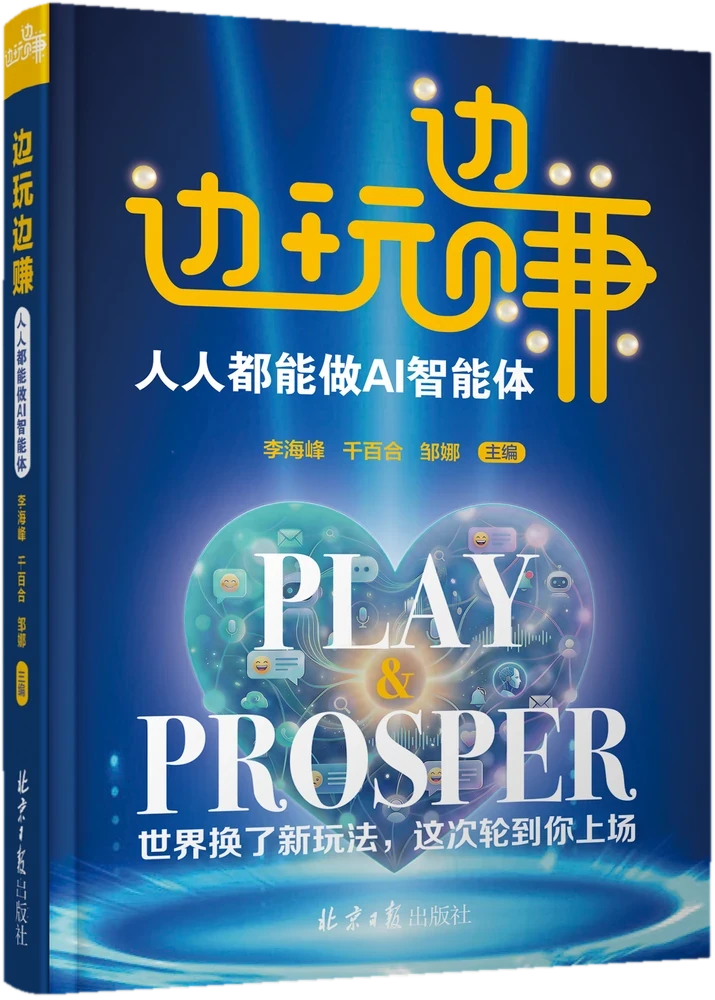 边玩边赚
人人都能做AI智能体
李海峰 千百合 邹娜 主编
PLAY
&
PROSPER
世界换了新玩法，这次轮到你上场
北京日报出版社
边玩边赚
边玩边赚
人人都能做AI智能体
李海峰 千百合 邹娜 主编
北京日报出版社